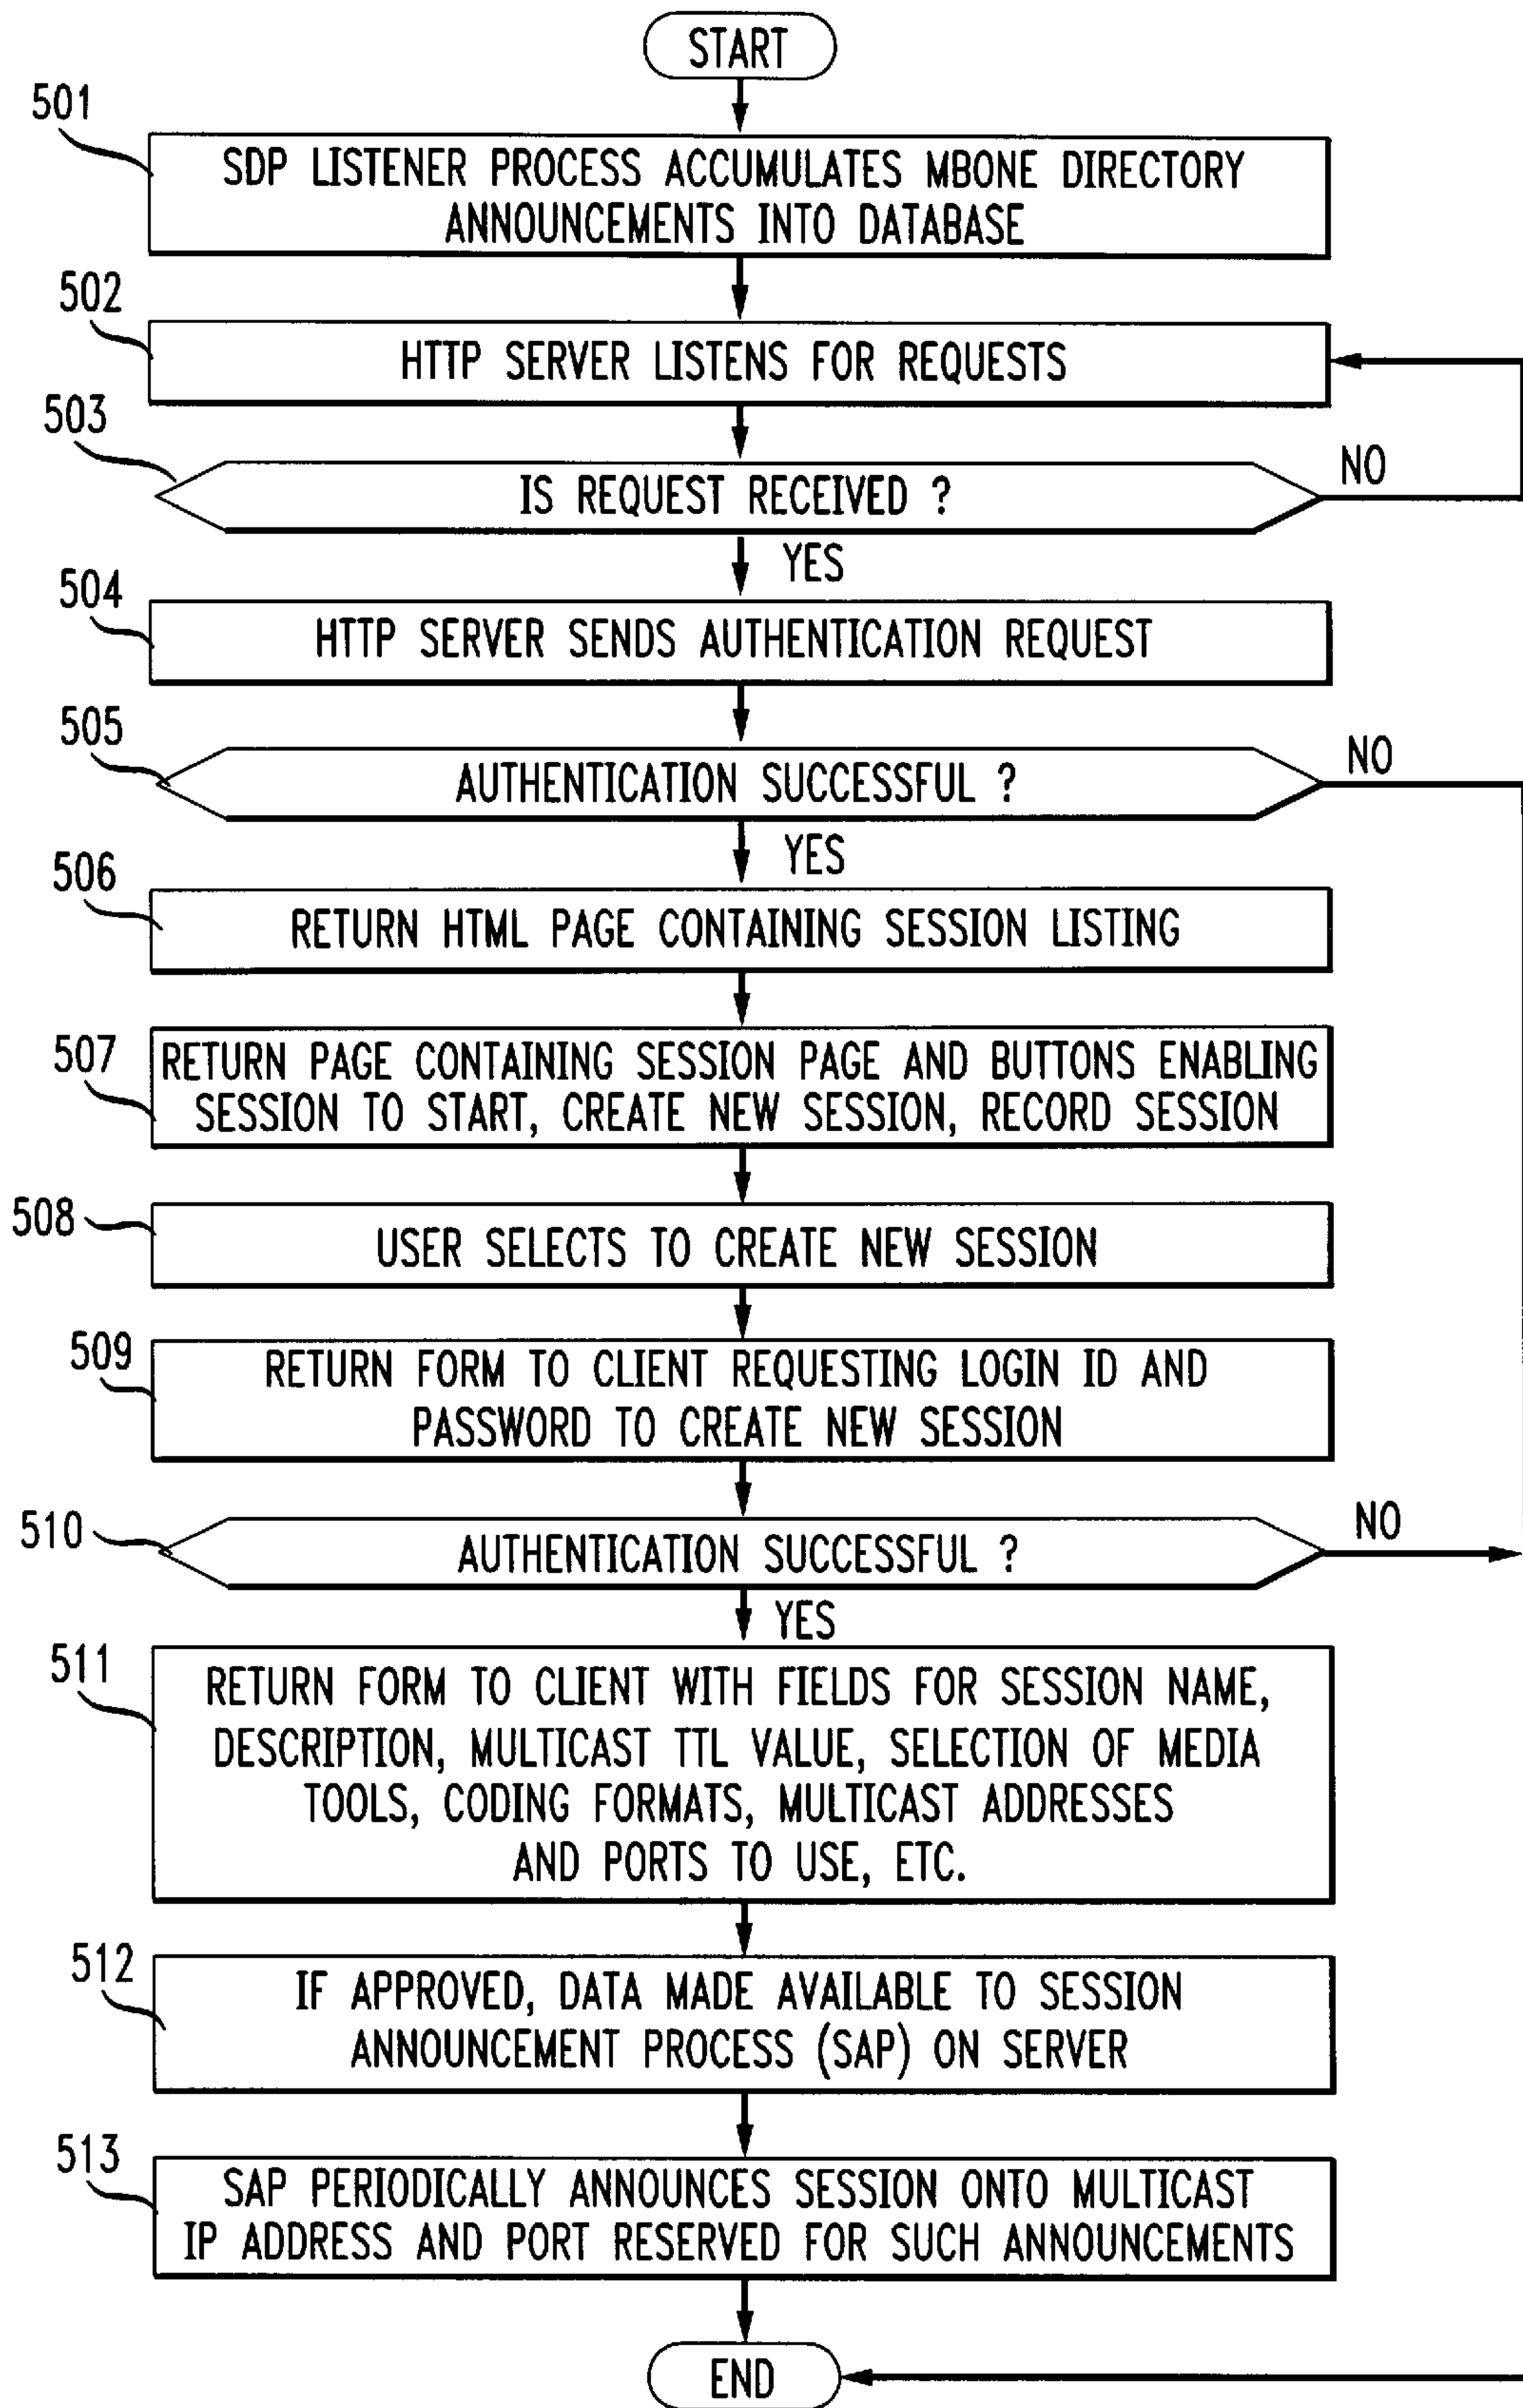 START
501
SDP LISTENER PROCESS ACCUMULATES MBONE DIRECTORY
ANNOUNCEMENTS INTO DATABASE
502
HTTP SERVER LISTENS FOR REQUESTS
503
IS REQUEST RECEIVED ?
NO
YES
504
HTTP SERVER SENDS AUTHENTICATION REQUEST
505
AUTHENTICATION SUCCESSFUL ?
NO
YES
506
RETURN HTML PAGE CONTAINING SESSION LISTING
507
RETURN PAGE CONTAINING SESSION PAGE AND BUTTONS ENABLING
SESSION TO START, CREATE NEW SESSION, RECORD SESSION
508
USER SELECTS TO CREATE NEW SESSION
509
RETURN FORM TO CLIENT REQUESTING LOGIN ID AND
PASSWORD TO CREATE NEW SESSION
510
AUTHENTICATION SUCCESSFUL ?
NO
YES
511
RETURN FORM TO CLIENT WITH FIELDS FOR SESSION NAME,
DESCRIPTION, MULTICAST TTL VALUE, SELECTION OF MEDIA
TOOLS, CODING FORMATS, MULTICAST ADDRESSES
AND PORTS TO USE, ETC.
512
IF APPROVED, DATA MADE AVAILABLE TO SESSION
ANNOUNCEMENT PROCESS (SAP) ON SERVER
513
SAP PERIODICALLY ANNOUNCES SESSION ONTO MULTICAST
IP ADDRESS AND PORT RESERVED FOR SUCH ANNOUNCEMENTS
END